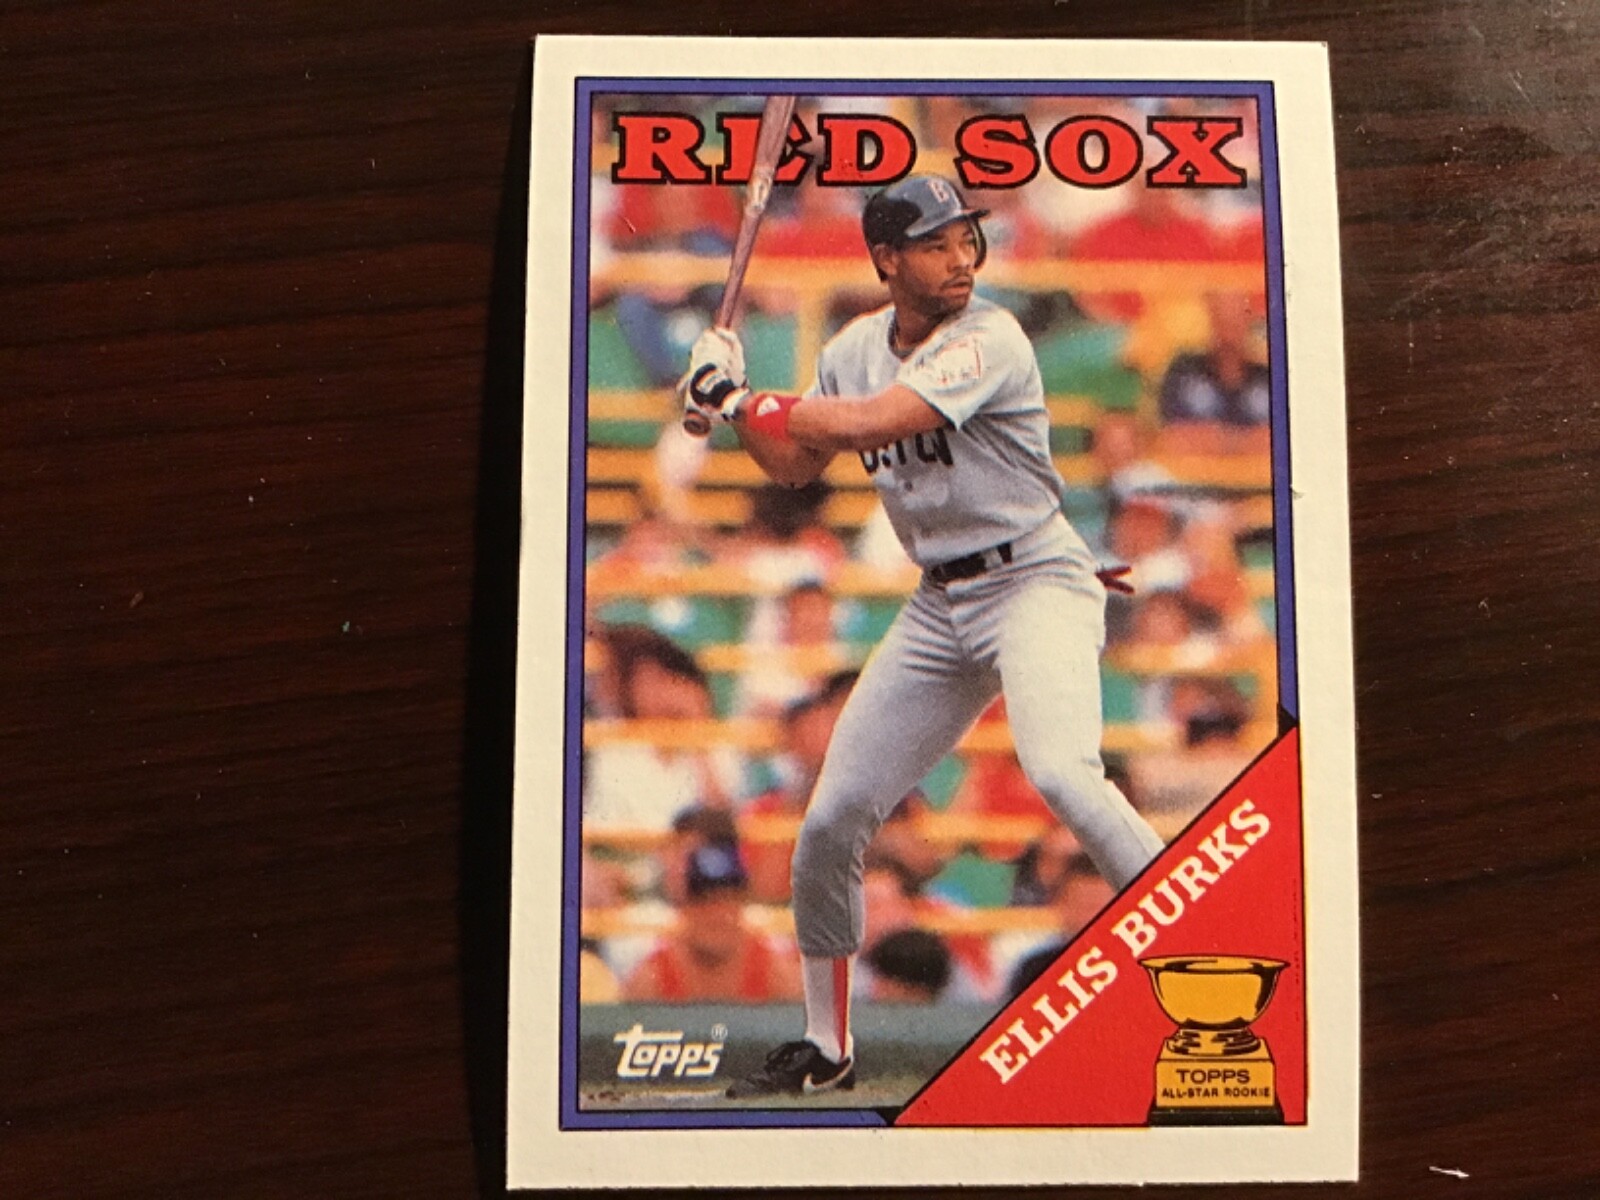 RED SOX
B
topps®
ELLIS BURKS
TOPPS
ALL-STAR ROOKIE